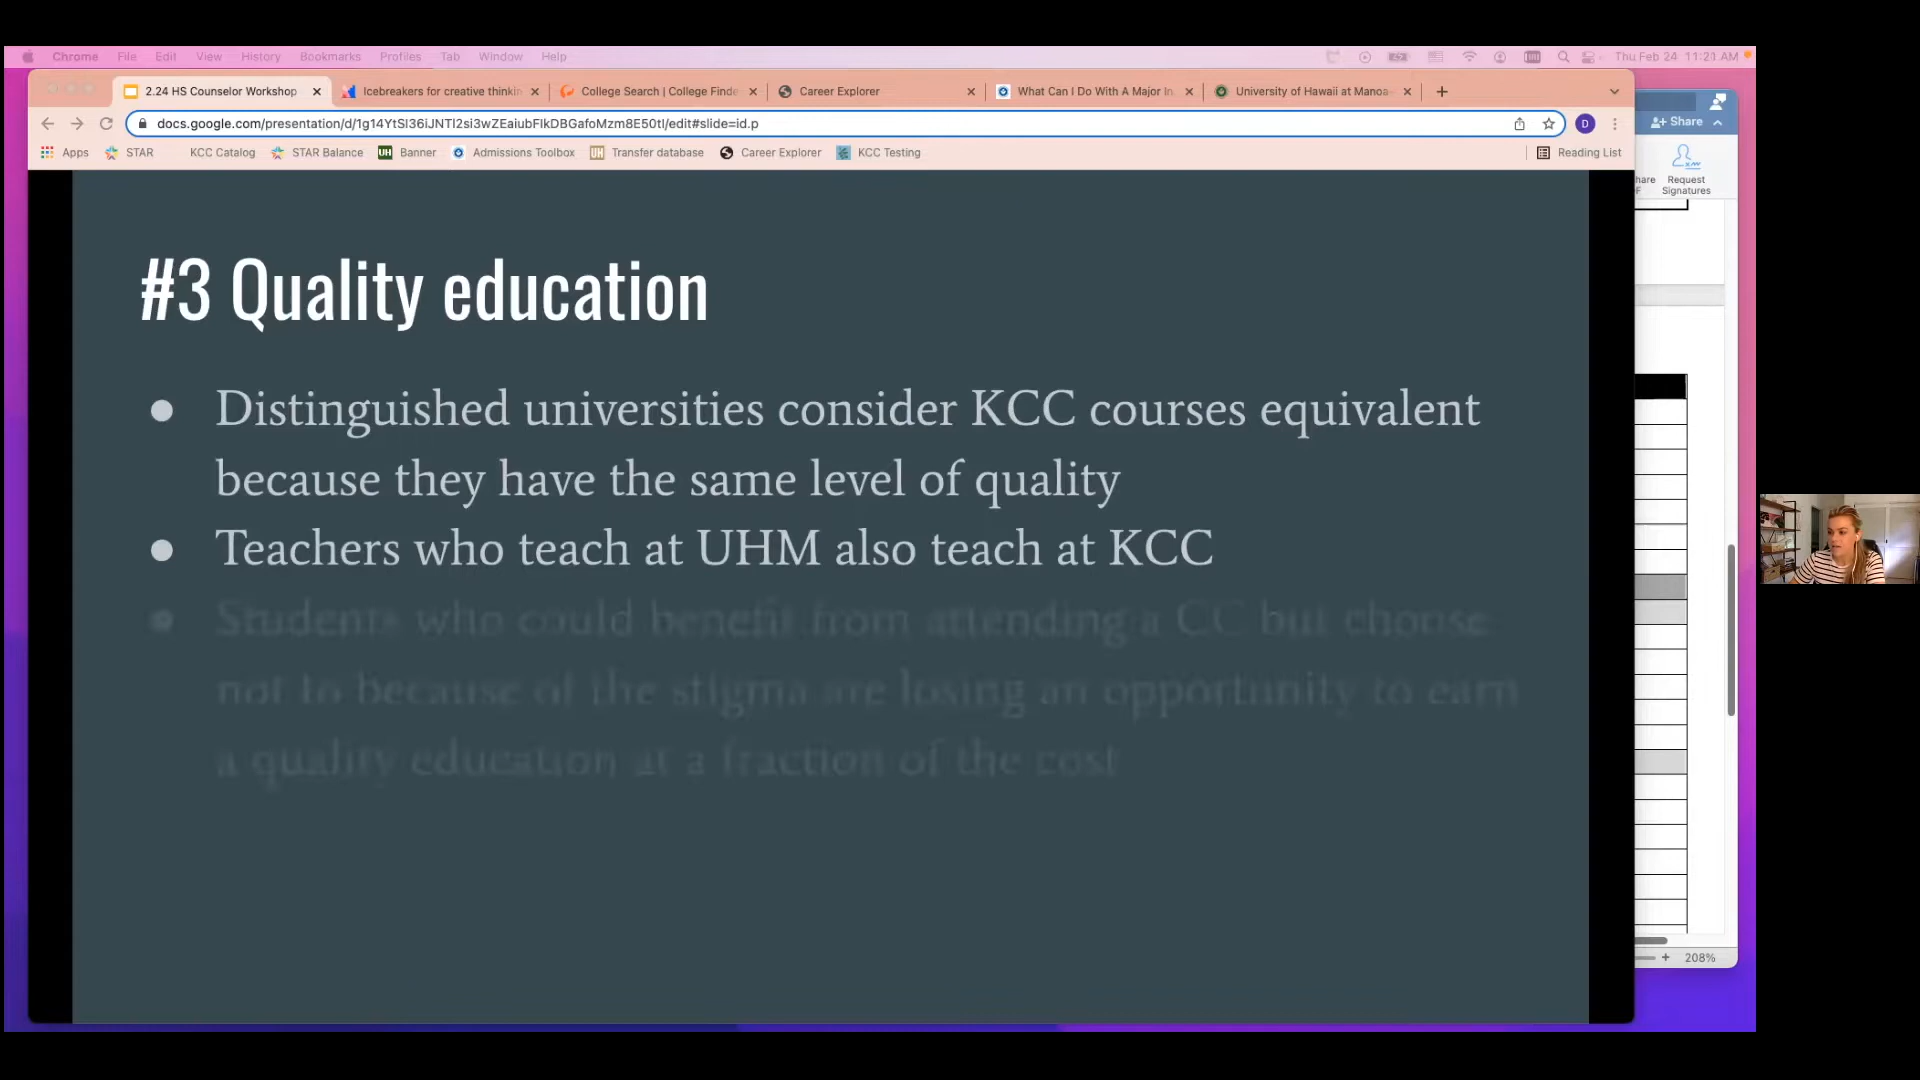 Chrome File Edit View History Bookmarks Profiles Tab Window Help Thu Feb 24 11:21 AM
2.24 HS Counselor Workshop Icebreakers for creative thinkin College Search | College Finde Career Explorer What Can I Do With A Major In University of Hawaii at Manoa
docs.google.com/presentation/d/1g14YtSl36iJNTl2si3wZEaiubFlkDBGafoMzm8E50tI/edit#slide=id.p D
Apps STAR KCC Catalog STAR Balance UH Banner Admissions Toolbox UH Transfer database Career Explorer KCC Testing Reading List
Share
hare Request
F Signatures
#3 Quality education
● Distinguished universities consider KCC courses equivalent
because they have the same level of quality
● Teachers who teach at UHM also teach at KCC
● Students who could benefit from attending a CC but choose
not to because of the stigma are losing an opportunity to earn
a quality education at a fraction of the cost
208%